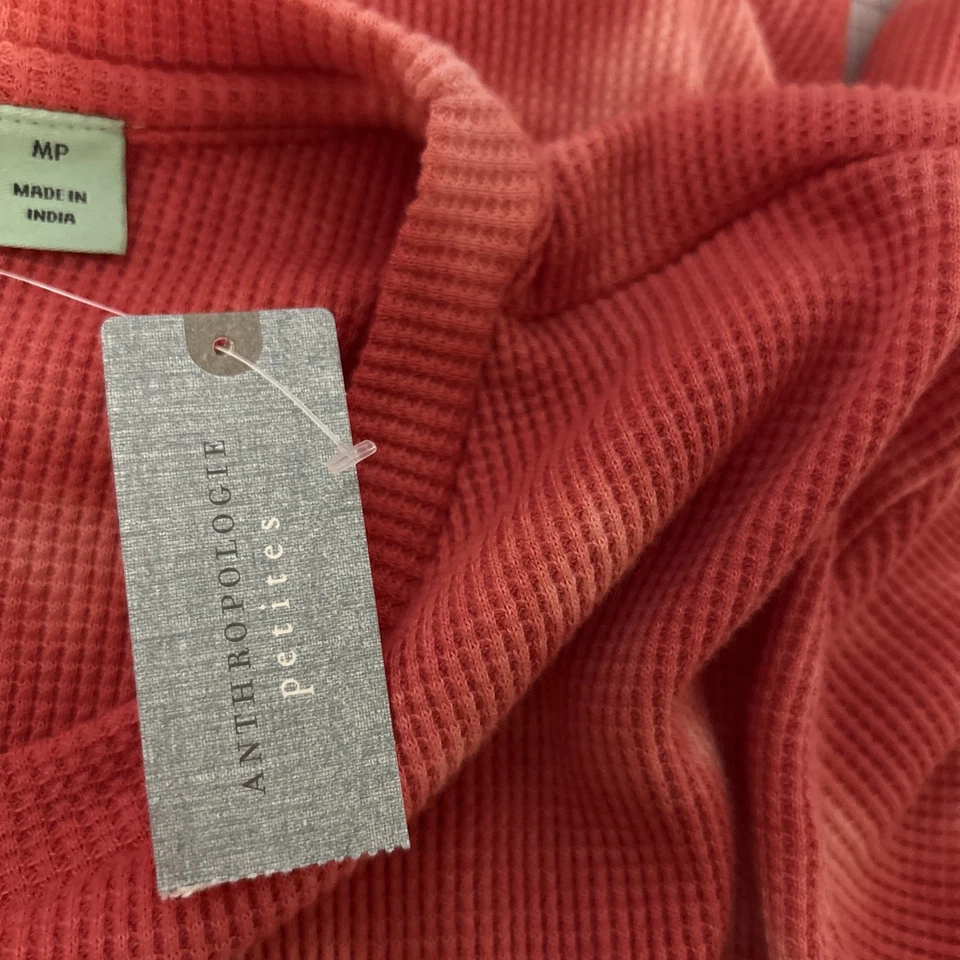 MP
MADE IN
INDIA
ANTHROPOLOGIE
petites